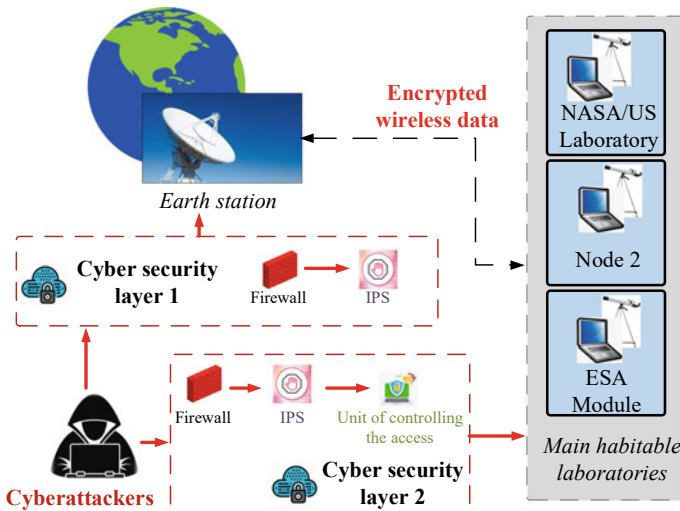 Encrypted
wireless data
Earth station
NASA/US
Laboratory
Node 2
ESA
Module
Main habitable
laboratories
Cyber security
layer 1
Firewall
IPS
Firewall
IPS
Unit of controlling
the access
Cyber security
layer 2
Cyberattackers